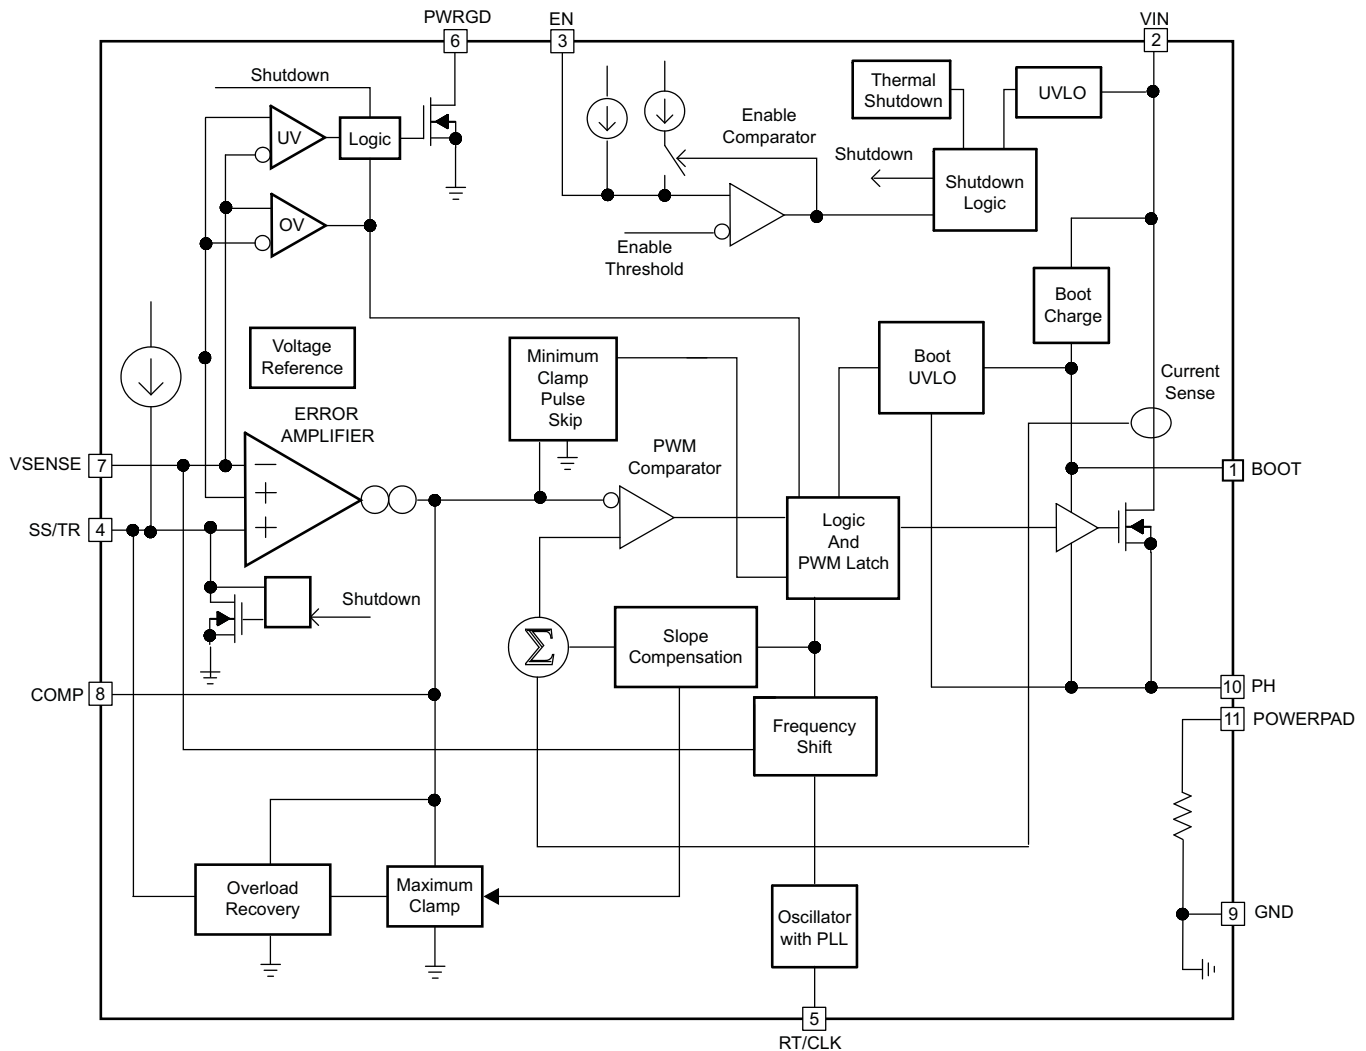 PWRGD
EN
VIN
6
3
2
Shutdown
Thermal
Shutdown
UVLO
UV
Logic
Enable
Comparator
Shutdown
Shutdown
Logic
OV
Enable
Threshold
Boot
Charge
Voltage
Reference
Minimum
Clamp
Pulse
Skip
Boot
UVLO
Current
Sense
ERROR
AMPLIFIER
PWM
Comparator
VSENSE
7
−
+
+
1
BOOT
SS/TR
4
Logic
And
PWM Latch
Shutdown
Σ
Slope
Compensation
COMP
8
10
PH
11
POWERPAD
Frequency
Shift
Overload
Recovery
Maximum
Clamp
Oscillator
with PLL
9
GND
5
RT/CLK